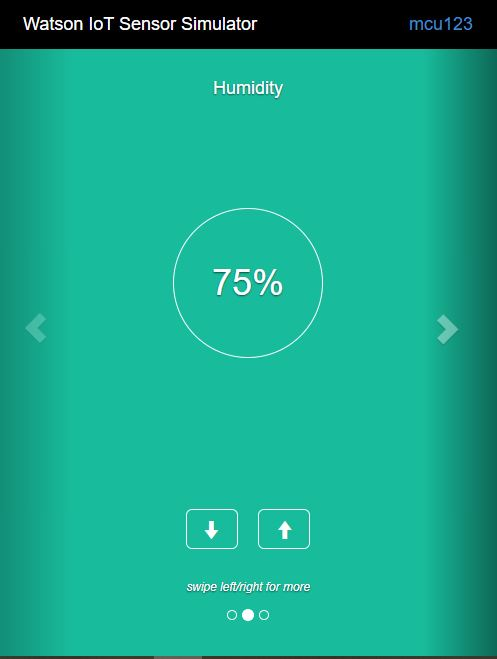 Watson IoT Sensor Simulator
mcu123
Humidity
75%
swipe left/right for more